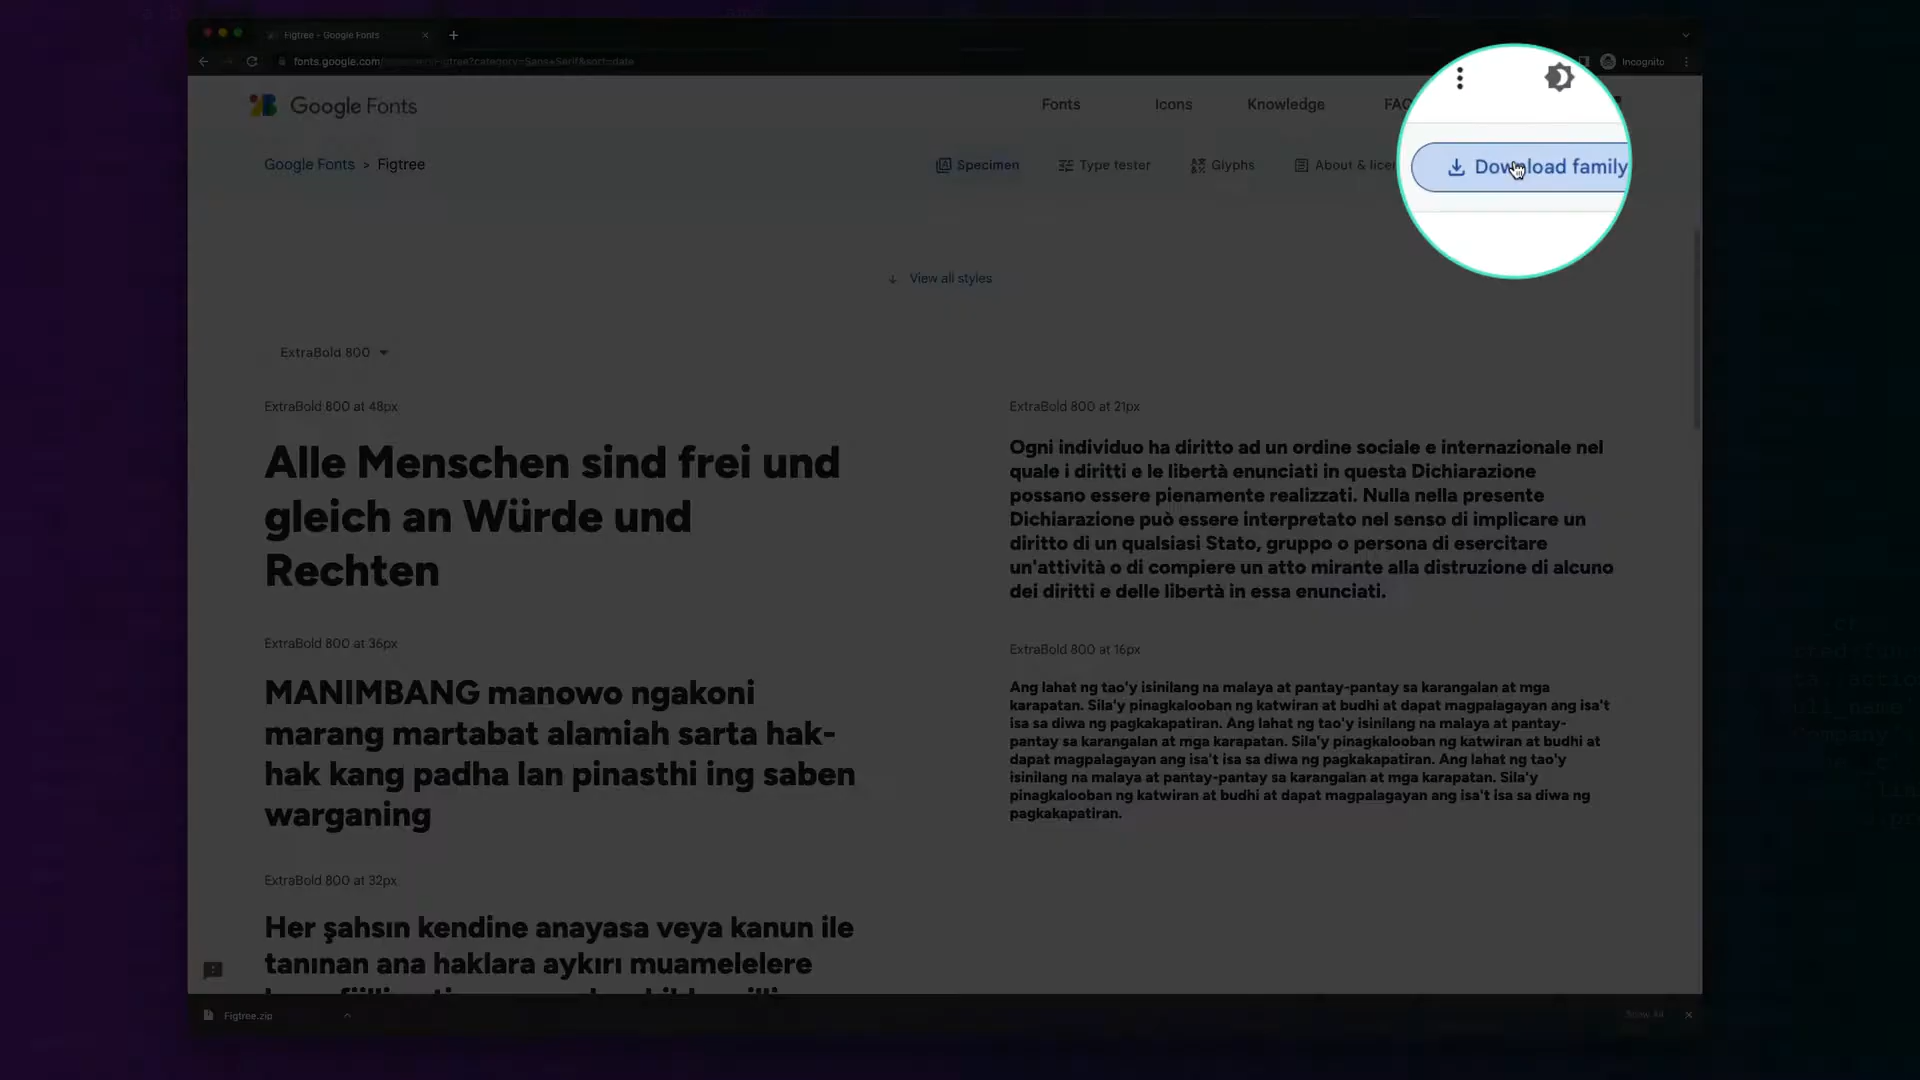 Figtree - Google Fonts
fonts.google.com
Incognito
Google Fonts
Fonts
Icons
Knowledge
FAQ
Google Fonts > Figtree
Specimen
Type tester
Glyphs
About &
Download family
View all styles
ExtraBold 800
ExtraBold 800 at 48px
Alle Menschen sind frei und
gleich an Würde und
Rechten
ExtraBold 800 at 36px
MANIMBANG manowo ngakoni
marang martabat alamiah sarta hak-
hak kang padha lan pinasthi ing saben
warganing
ExtraBold 800 at 32px
Her şahsın kendine anayasa veya kanun ile
tanınan ana haklara aykırı muamelelere
ExtraBold 800 at 21px
Ogni individuo ha diritto ad un ordine sociale e internazionale nel
quale i diritti e le libertà enunciati in questa Dichiarazione
possano essere pienamente realizzati. Nulla nella presente
Dichiarazione può essere interpretato nel senso di implicare un
diritto di un qualsiasi Stato, gruppo o persona di esercitare
un'attività o di compiere un atto mirante alla distruzione di alcuno
dei diritti e delle libertà in essa enunciati.
ExtraBold 800 at 16px
Ang lahat ng tao'y isinilang na malaya at pantay-pantay sa karangalan at mga
karapatan. Sila'y pinagkalooban ng katwiran at budhi at dapat magpalagayan ang isa't
isa sa diwa ng pagkakapatiran. Ang lahat ng tao'y isinilang na malaya at pantay-
pantay sa karangalan at mga karapatan. Sila'y pinagkalooban ng katwiran at budhi at
dapat magpalagayan ang isa't isa sa diwa ng pagkakapatiran. Ang lahat ng tao'y
isinilang na malaya at pantay-pantay sa karangalan at mga karapatan. Sila'y
pinagkalooban ng katwiran at budhi at dapat magpalagayan ang isa't isa sa diwa ng
pagkakapatiran.
Figtree.zip
Show All